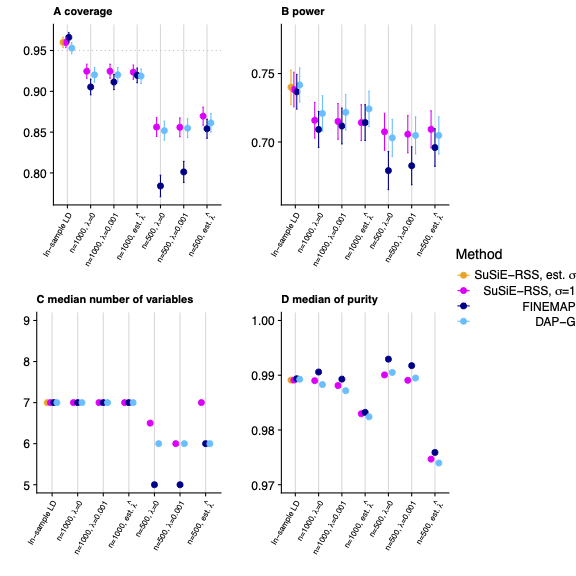 A coverage
0.95
0.90
0.85
0.80
In−sample LD
n=1000, λ=0
n=1000, λ=0.001
n=1000, est. λ̂
n=500, λ=0
n=500, λ=0.001
n=500, est. λ̂
B power
0.75
0.70
In−sample LD
n=1000, λ=0
n=1000, λ=0.001
n=1000, est. λ̂
n=500, λ=0
n=500, λ=0.001
n=500, est. λ̂
Method
SuSiE−RSS, est. σ
SuSiE−RSS, σ=1
FINEMAP
DAP−G
C median number of variables
9
8
7
6
5
In−sample LD
n=1000, λ=0
n=1000, λ=0.001
n=1000, est. λ̂
n=500, λ=0
n=500, λ=0.001
n=500, est. λ̂
D median of purity
1.00
0.99
0.98
0.97
In−sample LD
n=1000, λ=0
n=1000, λ=0.001
n=1000, est. λ̂
n=500, λ=0
n=500, λ=0.001
n=500, est. λ̂